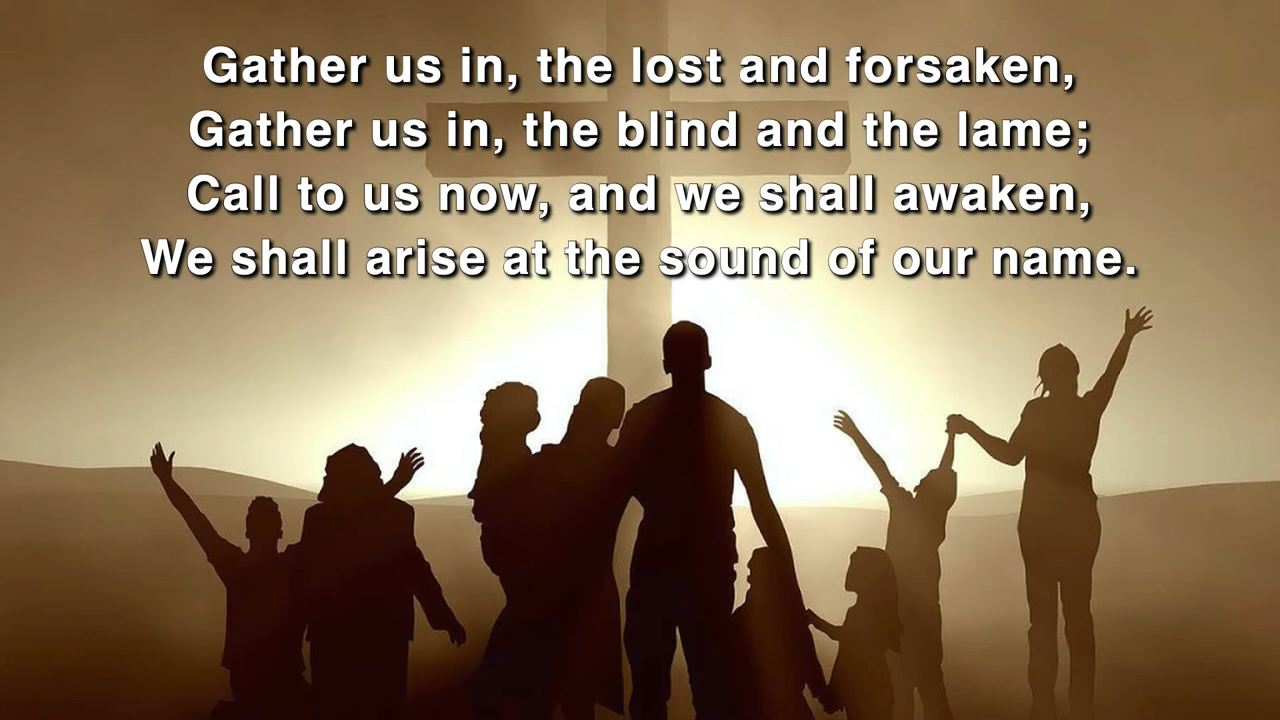 Gather us in, the lost and forsaken,
Gather us in, the blind and the lame;
Call to us now, and we shall awaken,
We shall arise at the sound of our name.